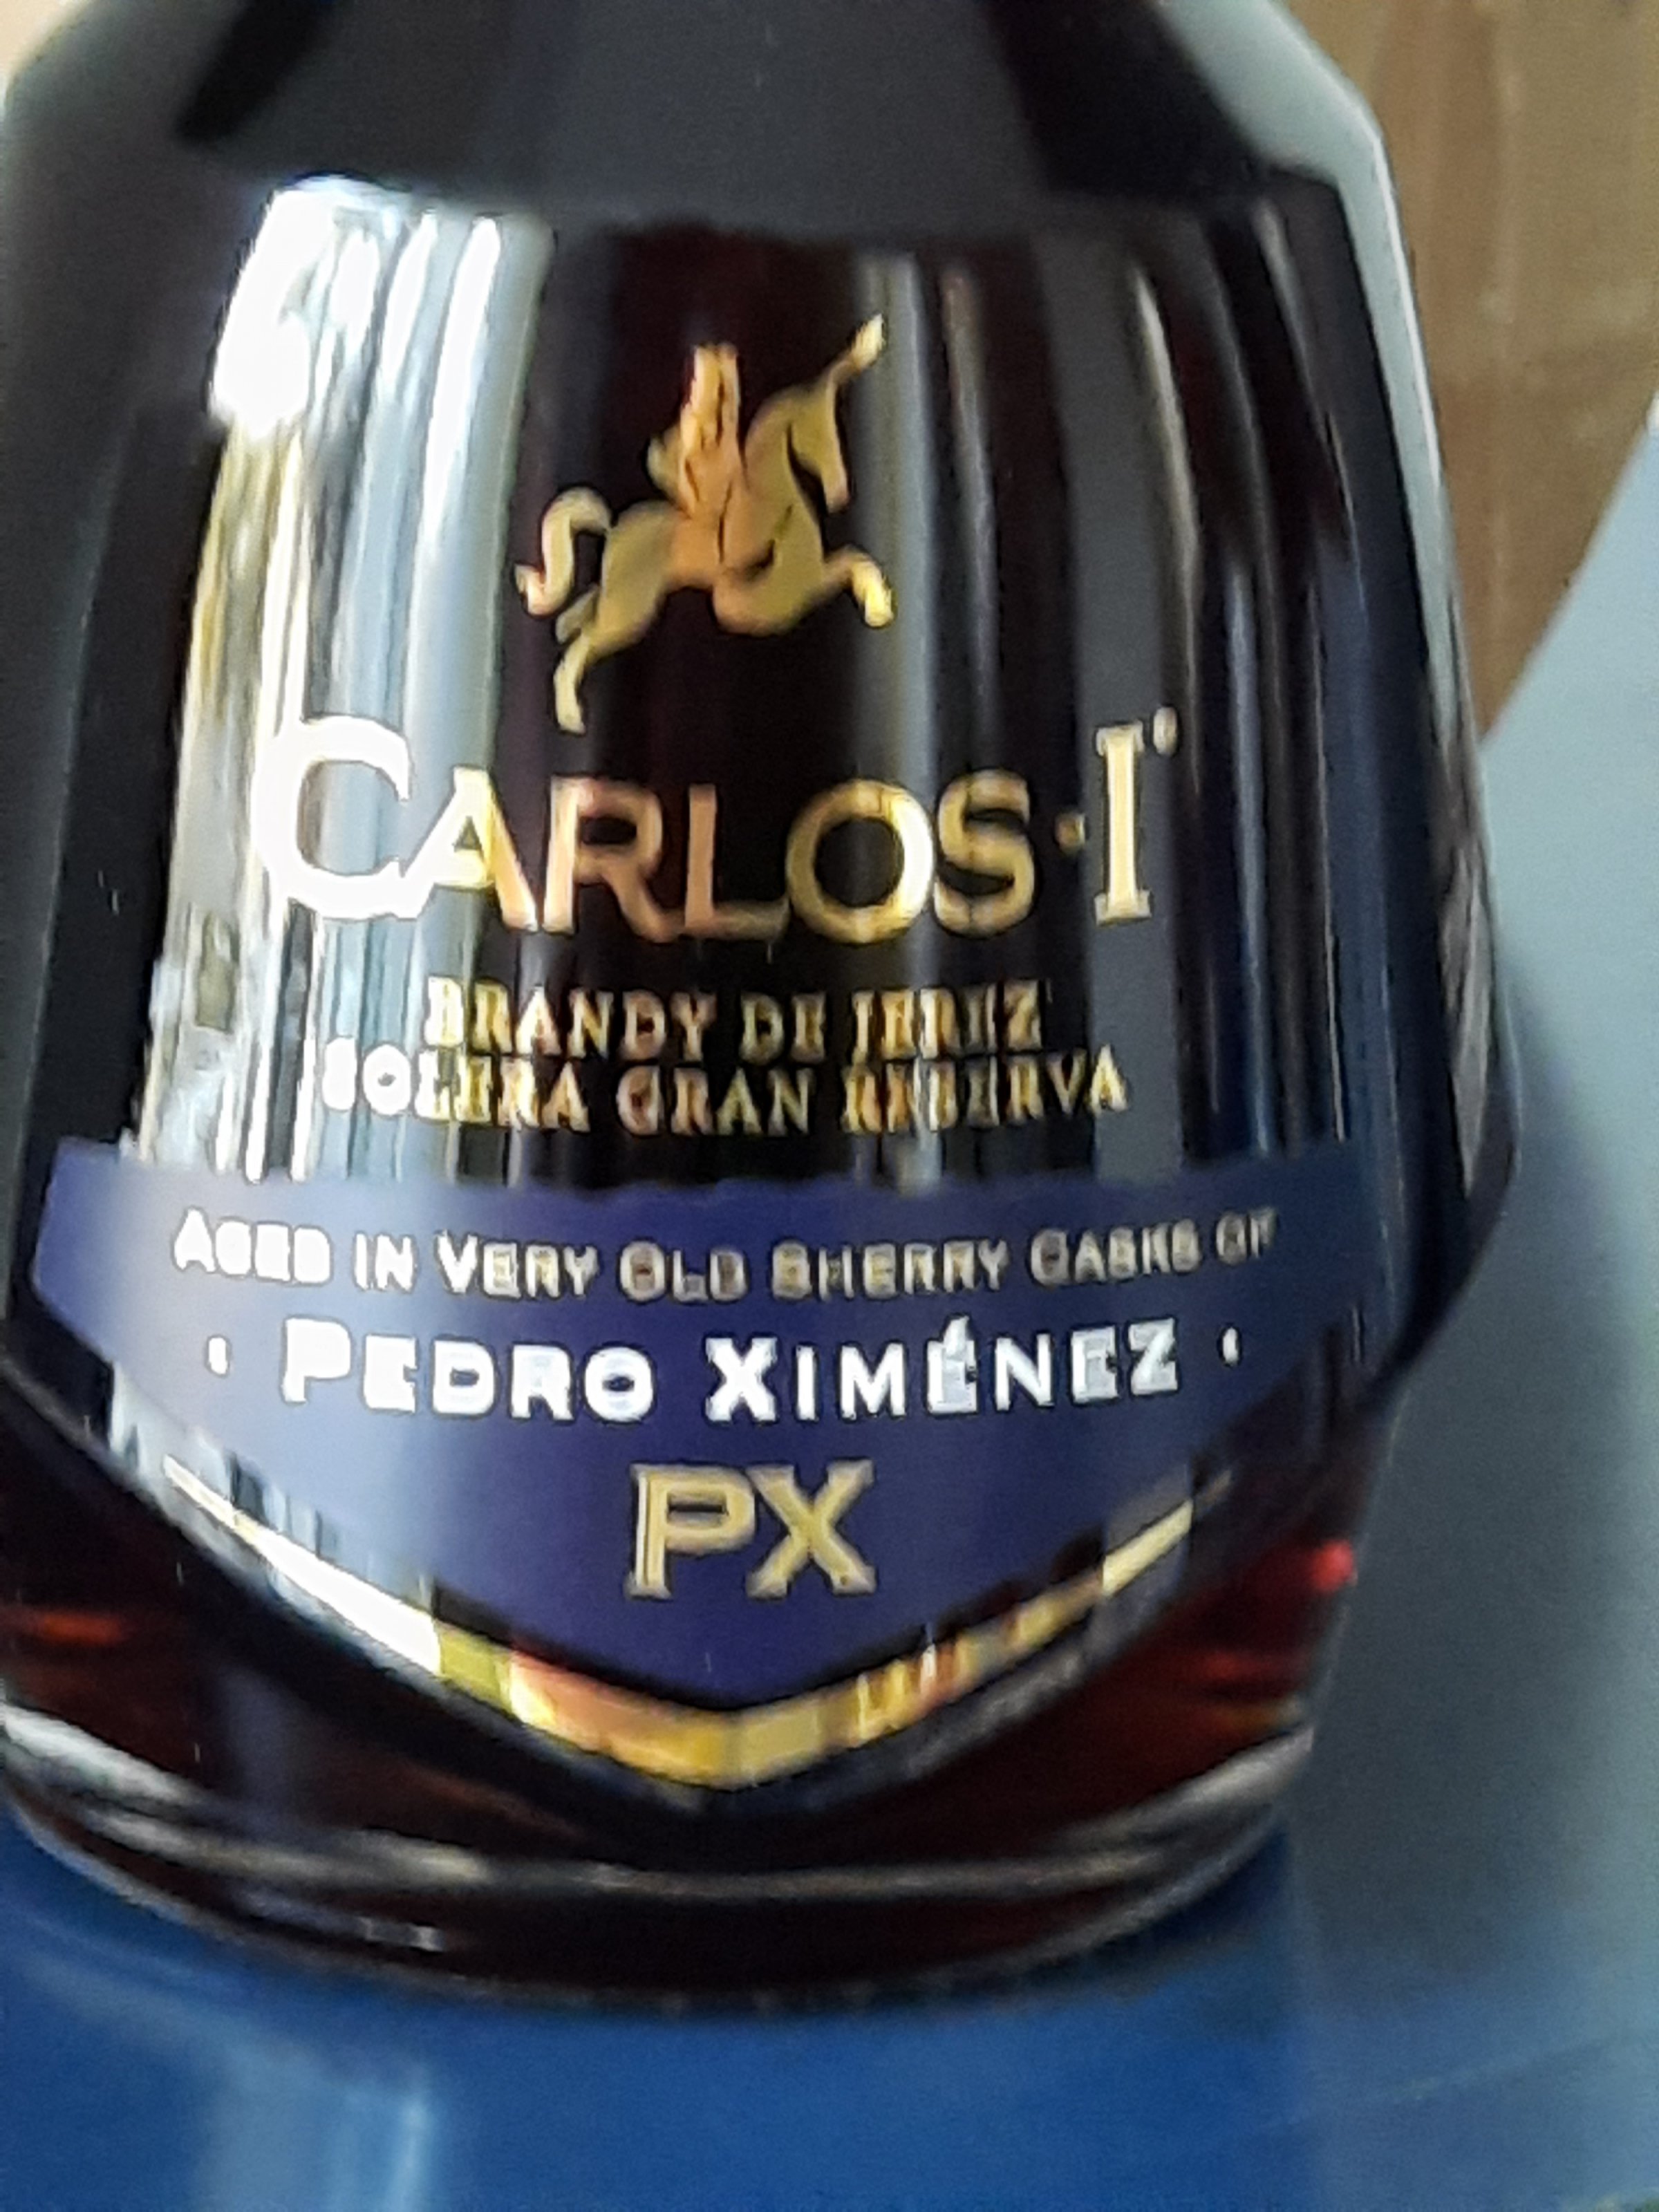 CARLOS·I®
BRANDY DE JEREZ
SOLERA GRAN RESERVA
AGED IN VERY OLD SHERRY CASKS OF
· PEDRO XIMÉNEZ ·
PX